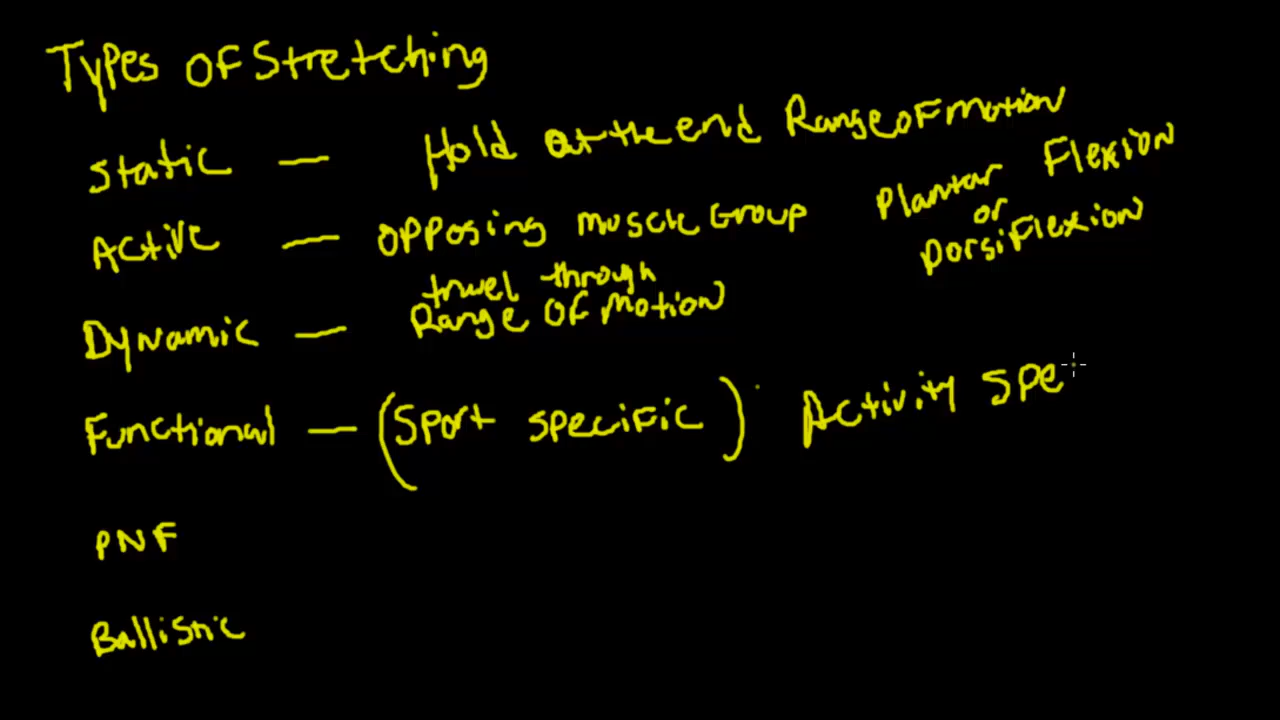 Types of Stretching
Static — Hold at the end Range of Motion
Active — Opposing Muscle Group Plantar Flexion
or
Dorsiflexion
travel through
Dynamic — Range of Motion
Functional — (Sport specific) Activity Spe
PNF
Ballistic